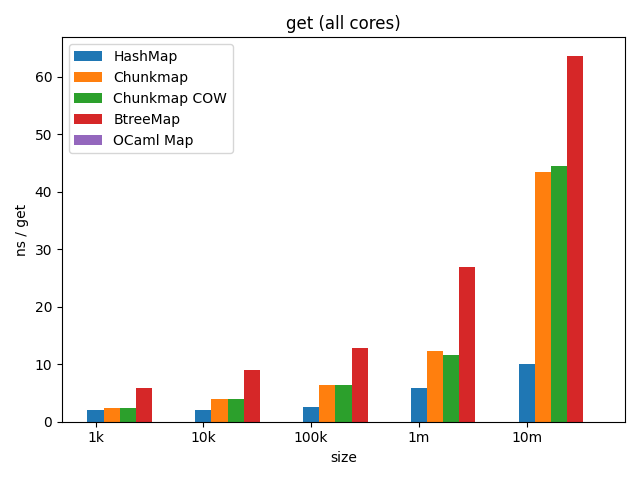 get (all cores)
HashMap
Chunkmap
Chunkmap COW
BtreeMap
OCaml Map
ns / get
60
50
40
30
20
10
0
1k 10k 100k 1m 10m
size